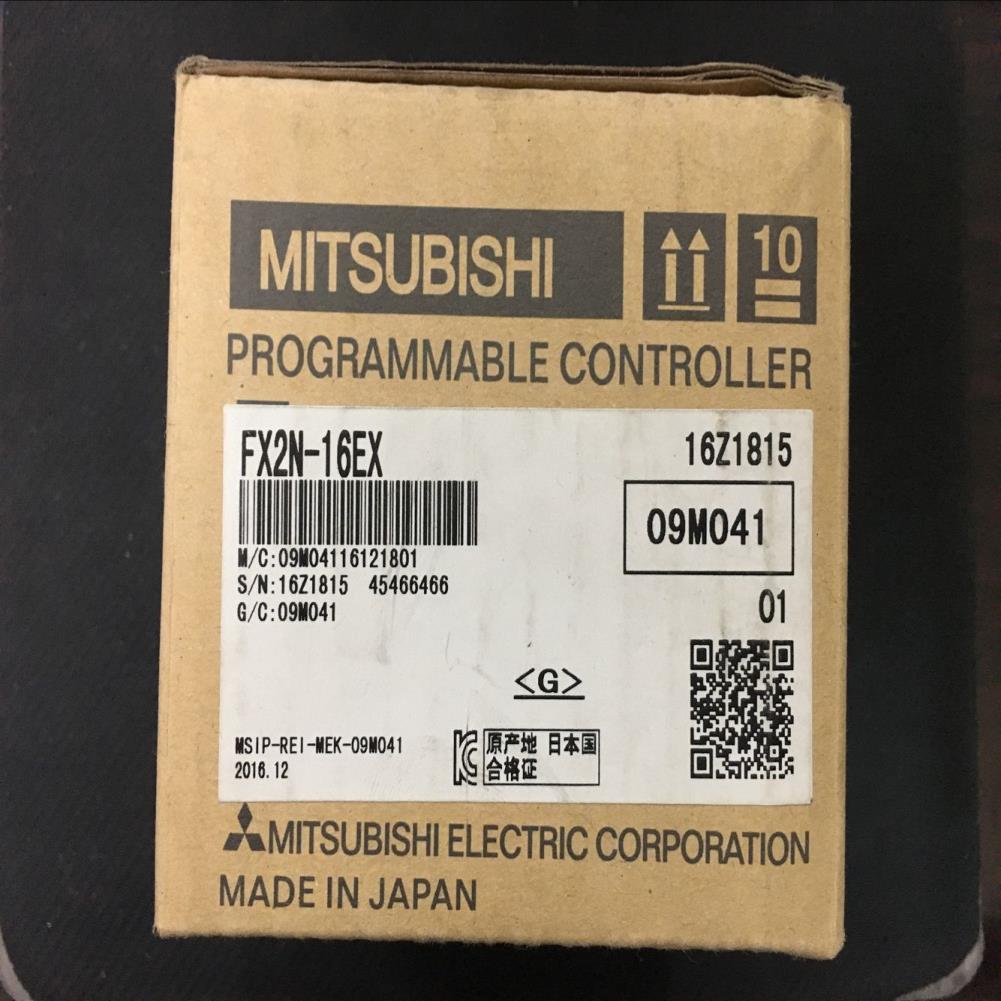 MITSUBISHI
10
PROGRAMMABLE CONTROLLER
FX2N-16EX 16Z1815
09M041
M/C:09M04116121801
S/N:16Z1815 45466466
G/C:09M041
01
<G>
MSIP-REI-MEK-09M041
2016.12
原产地 日本国
合格证
MITSUBISHI ELECTRIC CORPORATION
MADE IN JAPAN